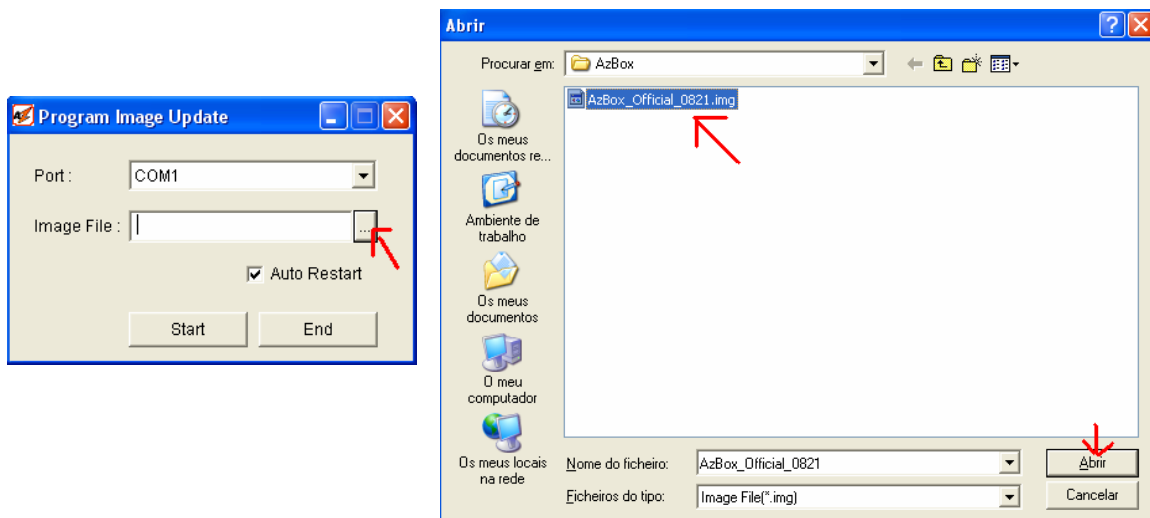 Program Image Update
Port :
COM1
Image File :
...
Auto Restart
Start
End
Abrir
Procurar em:
AzBox
AzBox_Official_0821.img
Os meus
documentos re...
Ambiente de
trabalho
Os meus
documentos
O meu
computador
Os meus locais
na rede
Nome do ficheiro:
AzBox_Official_0821
Abrir
Ficheiros do tipo:
Image File(*.img)
Cancelar